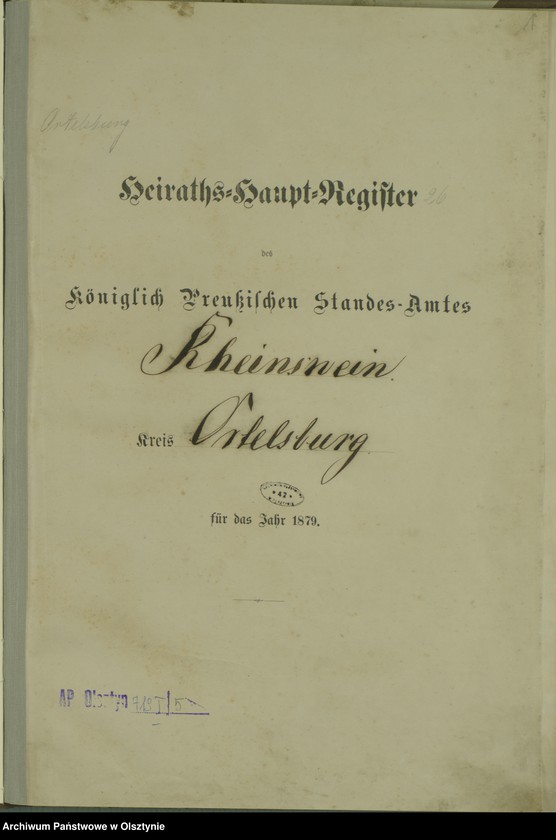 Ortelsburg
Heiraths-Haupt-Register 26
des
Königlich Preußischen Standes-Amtes
Rheinswein.
Kreis Ortelsburg
* 42 *
für das Jahr 1879.
AP Olsztyn 
Archiwum Państwowe w Olsztynie